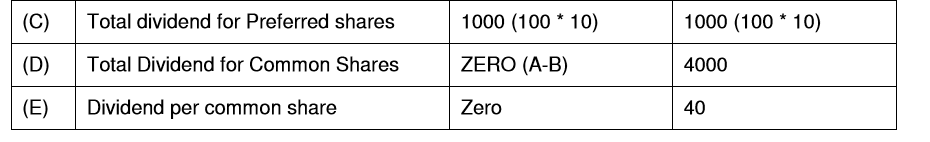 (C) Total dividend for Preferred shares 1000 (100 * 10) 1000 (100 * 10)
(D) Total Dividend for Common Shares ZERO (A-B) 4000
(E) Dividend per common share Zero 40